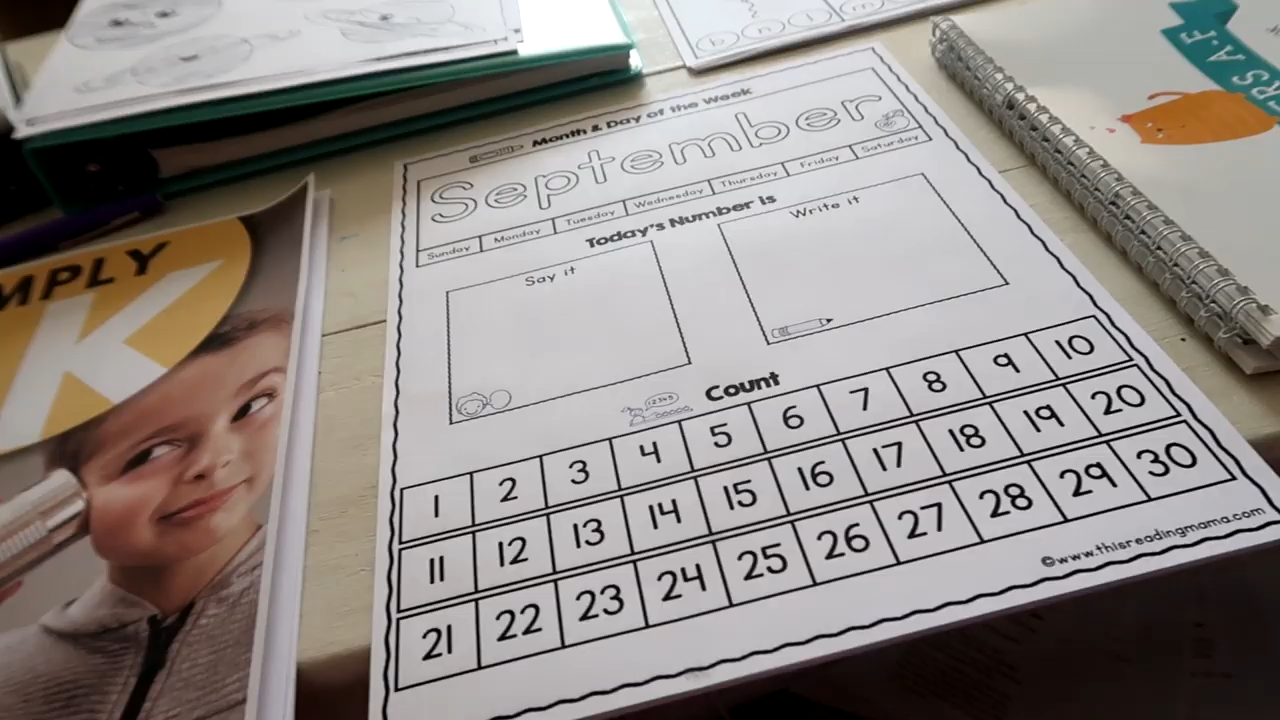 Month & Day of the Week
September
Sunday Monday Tuesday Wednesday Thursday Friday Saturday
Today's Number is
Say it
Write it
12345
Count
1 2 3 4 5 6 7 8 9 10
11 12 13 14 15 16 17 18 19 20
21 22 23 24 25 26 27 28 29 30
©www.thisreadingmama.com
MPLY
K
RS A.F
b n l m